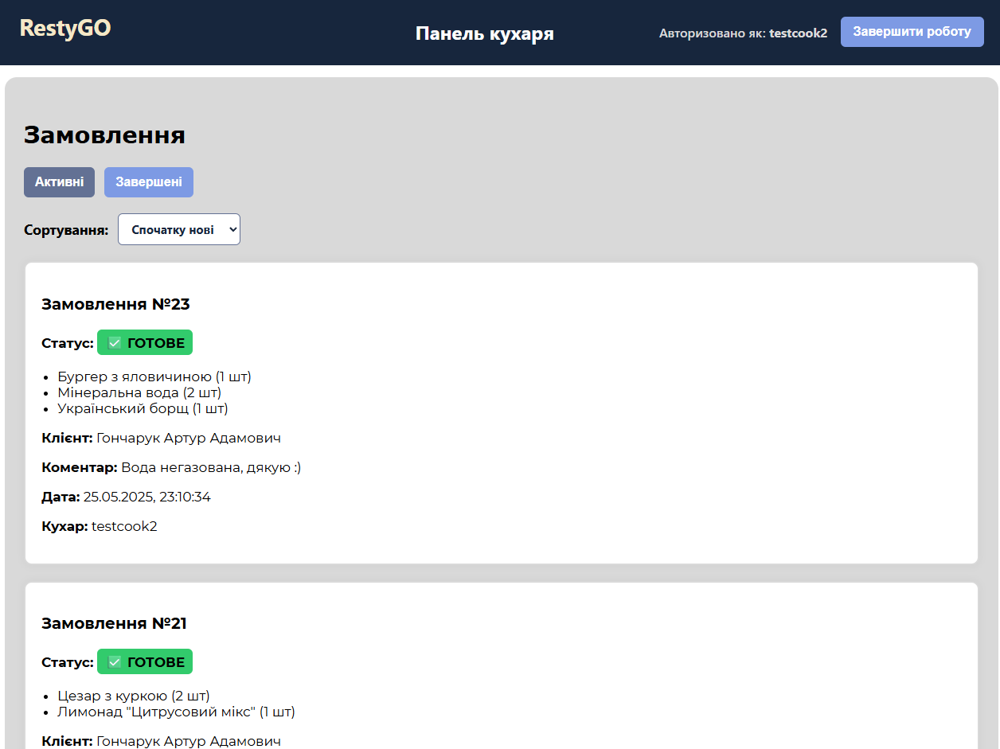 RestyGO
Панель кухаря
Авторизовано як: testcook2
Завершити роботу
Замовлення
Активні
Завершені
Сортування:
Спочатку нові
Замовлення №23
Статус: ✅ ГОТОВЕ
• Бургер з яловичиною (1 шт)
• Мінеральна вода (2 шт)
• Український борщ (1 шт)
Клієнт: Гончарук Артур Адамович
Коментар: Вода негазована, дякую :)
Дата: 25.05.2025, 23:10:34
Кухар: testcook2
Замовлення №21
Статус: ✅ ГОТОВЕ
• Цезар з куркою (2 шт)
• Лимонад "Цитрусовий мікс" (1 шт)
Клієнт: Гончарук Артур Адамович